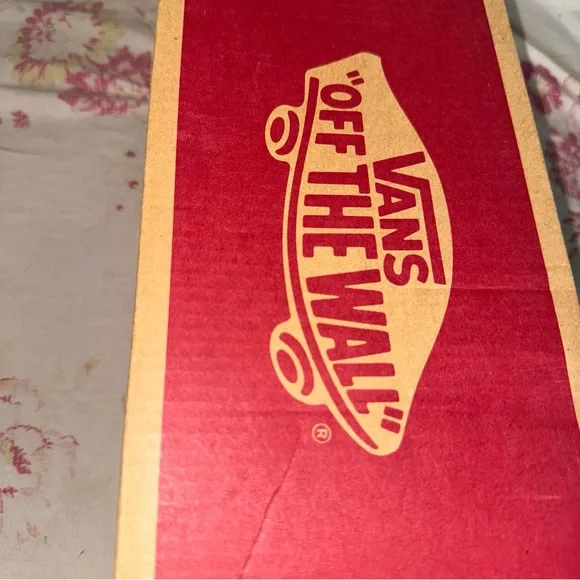 VANS
"OFF THE WALL"
®